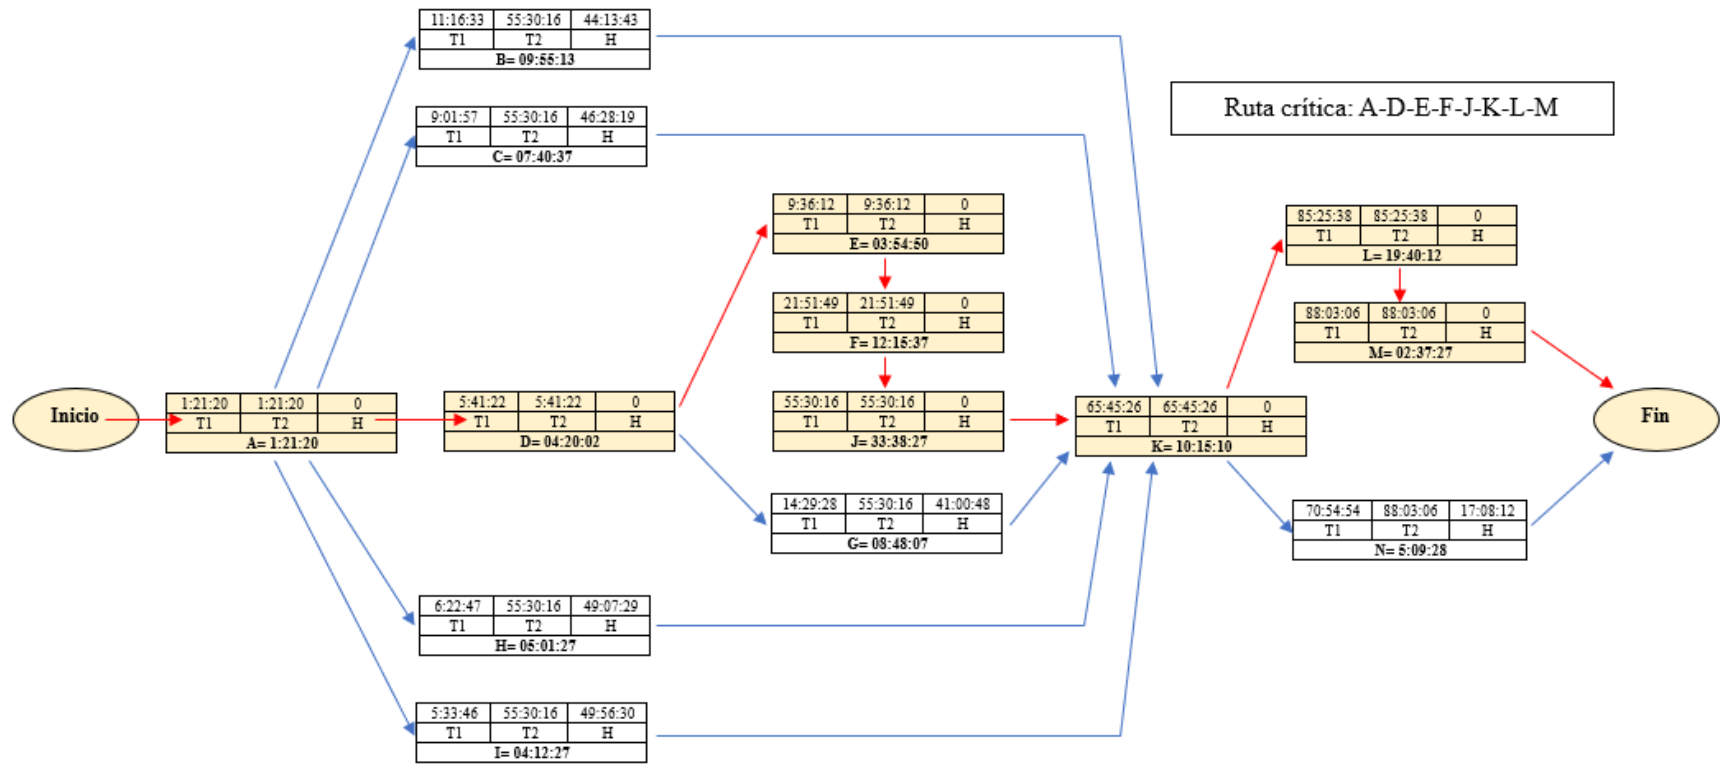 11:16:33 55:30:16 44:13:43
T1 T2 H
B= 09:55:13
9:01:57 55:30:16 46:28:19
T1 T2 H
C= 07:40:37
Ruta crítica: A-D-E-F-J-K-L-M
9:36:12 9:36:12 0
T1 T2 H
E= 03:54:50
85:25:38 85:25:38 0
T1 T2 H
L= 19:40:12
21:51:49 21:51:49 0
T1 T2 H
F= 12:15:37
88:03:06 88:03:06 0
T1 T2 H
M= 02:37:27
Inicio
1:21:20 1:21:20 0
T1 T2 H
A= 1:21:20
5:41:22 5:41:22 0
T1 T2 H
D= 04:20:02
55:30:16 55:30:16 0
T1 T2 H
J= 33:38:27
65:45:26 65:45:26 0
T1 T2 H
K= 10:15:10
Fin
14:29:28 55:30:16 41:00:48
T1 T2 H
G= 08:48:07
70:54:54 88:03:06 17:08:12
T1 T2 H
N= 5:09:28
6:22:47 55:30:16 49:07:29
T1 T2 H
H= 05:01:27
5:33:46 55:30:16 49:56:30
T1 T2 H
I= 04:12:27